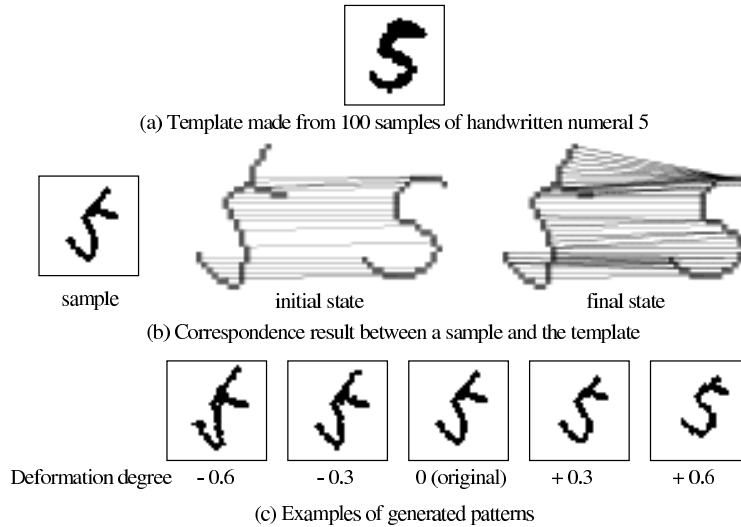 (a) Template made from 100 samples of handwritten numeral 5
sample
initial state
final state
(b) Correspondence result between a sample and the template
Deformation degree - 0.6 - 0.3 0 (original) + 0.3 + 0.6
(c) Examples of generated patterns